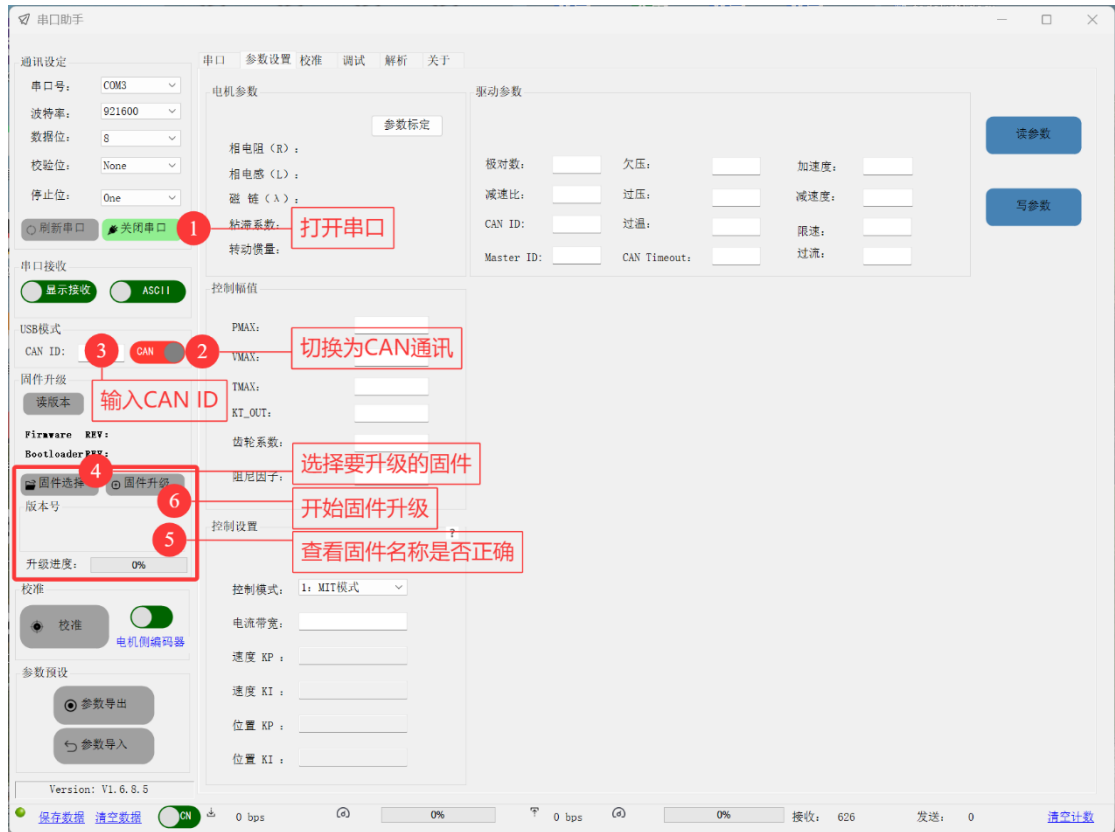 串口助手
通讯设定
串口号: COM3
波特率: 921600
数据位: 8
校验位: None
停止位: One
刷新串口 关闭串口
串口接收
显示接收 ASCII
USB模式
CAN ID: CAN
固件升级
读版本
Firmware REV:
Bootloader REV:
固件选择 固件升级
版本号
升级进度: 0%
校准
校准
电机侧编码器
参数预设
参数导出
参数导入
Version: V1.6.8.5
串口 参数设置 校准 调试 解析 关于
电机参数
参数标定
相电阻（R）:
相电感（L）:
磁 链（λ）:
粘滞系数:
转动惯量:
驱动参数
极对数: 欠压: 加速度:
减速比: 过压: 减速度:
CAN ID: 过温: 限速:
Master ID: CAN Timeout: 过流:
读参数
写参数
控制幅值
PMAX:
VMAX:
TMAX:
KT_OUT:
齿轮系数:
阻尼因子:
控制设置
?
控制模式: 1: MIT模式
电流带宽:
速度 KP :
速度 KI :
位置 KP :
位置 KI :
1 打开串口
2 切换为CAN通讯
3 输入CAN ID
4 选择要升级的固件
6 开始固件升级
5 查看固件名称是否正确
保存数据 清空数据 CN 0 bps 0% 0 bps 0% 接收: 626 发送: 0 清空计数